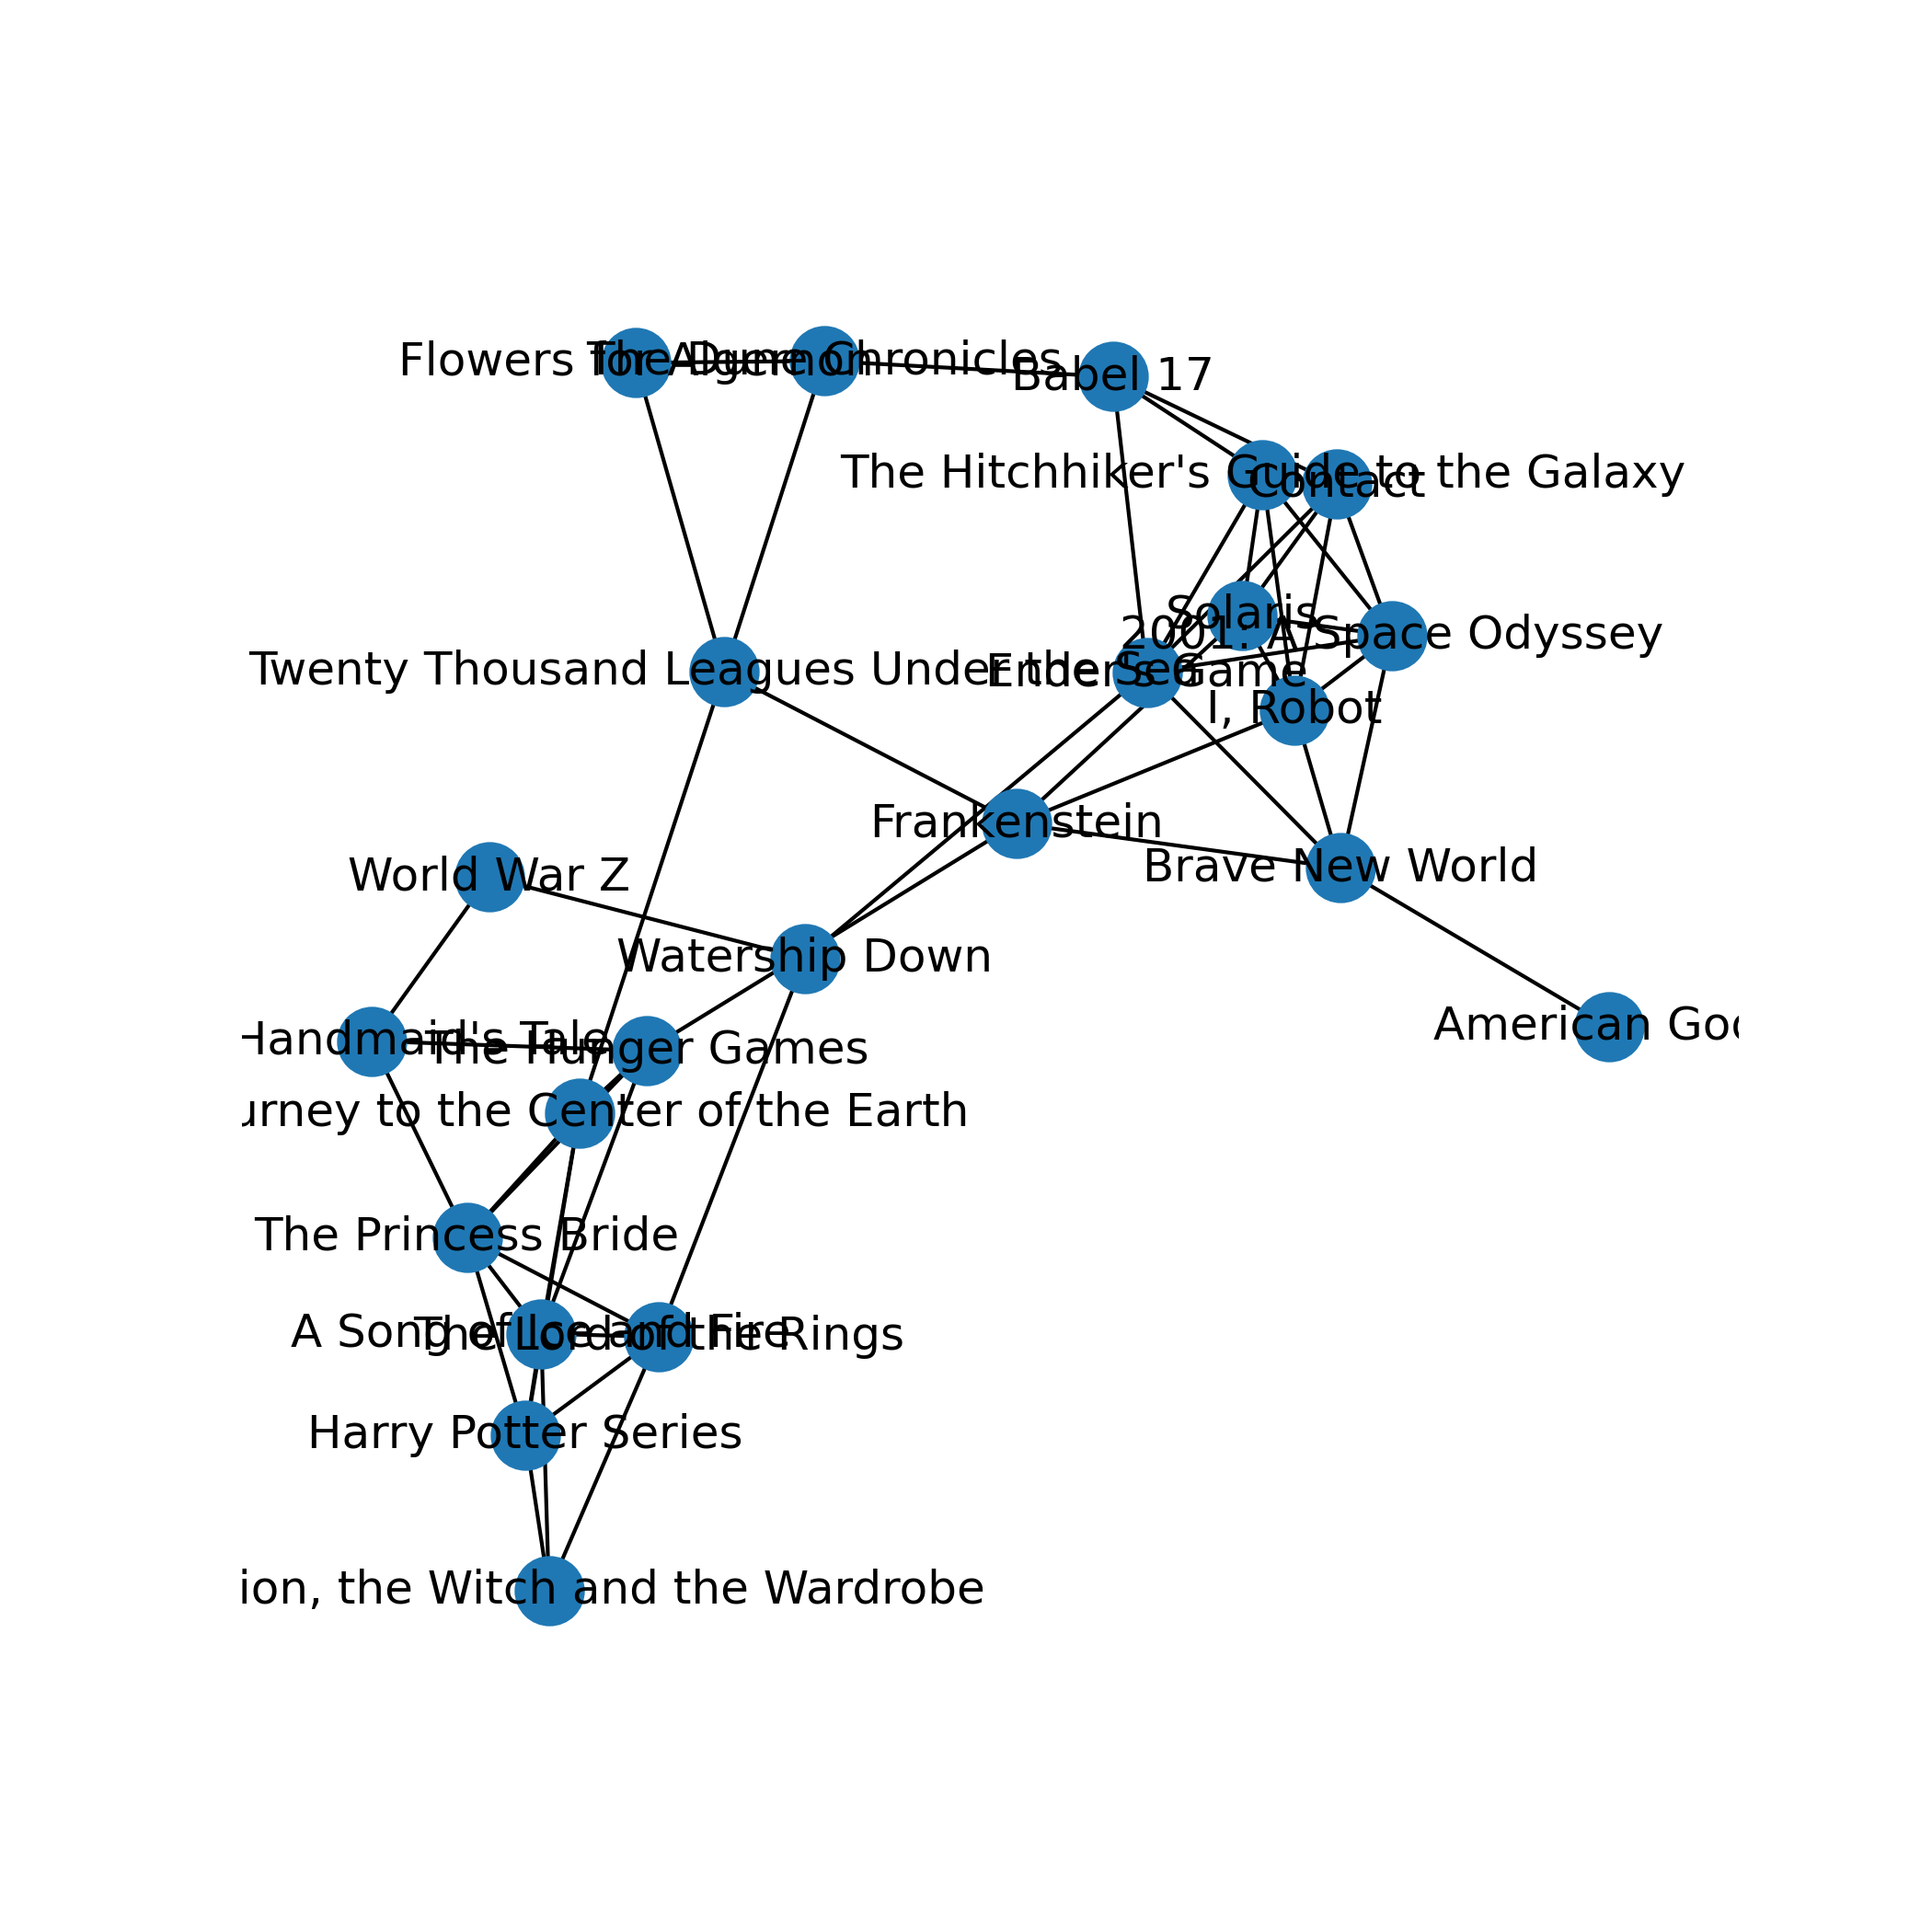 Flowers for Algernon
The Dune Chronicles
Babel 17
The Hitchhiker's Guide to the Galaxy
Contact
Solaris
2001: A Space Odyssey
Twenty Thousand Leagues Under the Sea
Ender's Game
I, Robot
Frankenstein
Brave New World
World War Z
Watership Down
American Goo
Handmaid's Tale
The Hunger Games
urney to the Center of the Earth
The Princess Bride
A Song of Ice and Fire
The Lord of the Rings
Harry Potter Series
ion, the Witch and the Wardrobe